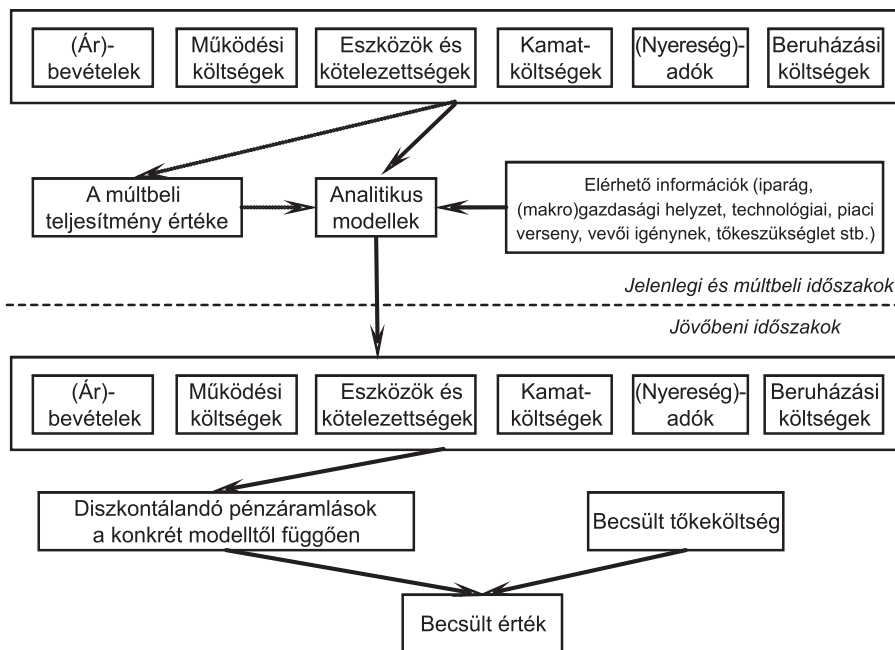 (Ár)-
bevételek
Működési
költségek
Eszközök és
kötelezettségek
Kamat-
költségek
(Nyereség)-
adók
Beruházási
költségek
A múltbeli
teljesítmény értéke
Analitikus
modellek
Elérhető információk (iparág,
(makro)gazdasági helyzet, technológiai, piaci
verseny, vevői igénynek, tőkeszükséglet stb.)
Jelenlegi és múltbeli időszakok
Jövőbeni időszakok
(Ár)-
bevételek
Működési
költségek
Eszközök és
kötelezettségek
Kamat-
költségek
(Nyereség)-
adók
Beruházási
költségek
Diszkontálandó pénzáramlások
a konkrét modelltől függően
Becsült tőkeköltség
Becsült érték